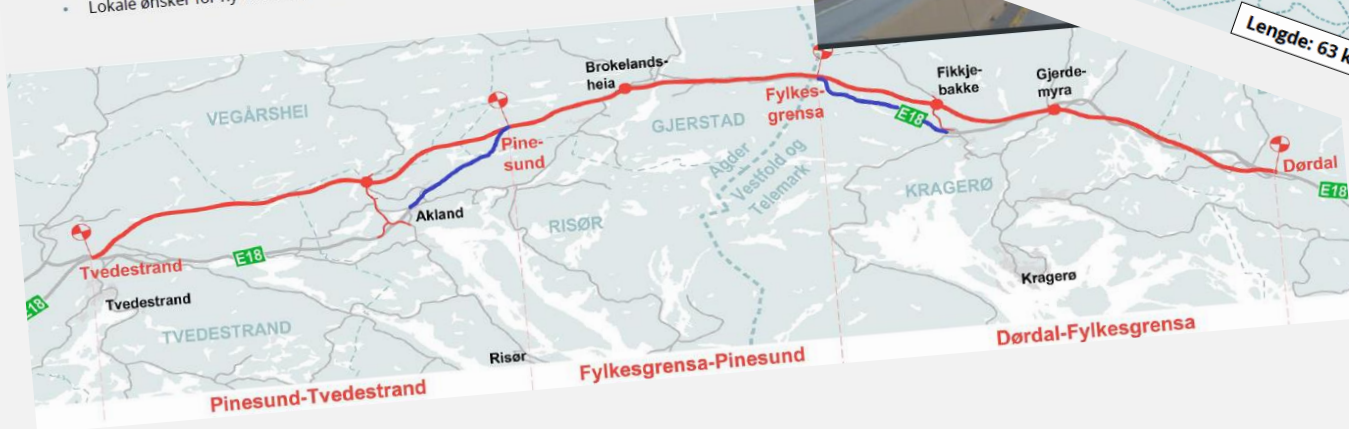 Lokale ønsker for
Lengde: 63 k
Brokelands-
heia
VEGÅRSHEI
Pine-
sund
GJERSTAD
Fylkes-
grensa
E18
Fikkje-
bakke
Gjerde-
myra
Dørdal
E18
Agder
Vestfold og
Telemark
KRAGERØ
Akland
RISØR
E18
Tvedestrand
E18
Tvedestrand
TVEDESTRAND
Kragerø
Risør
Pinesund-Tvedestrand
Fylkesgrensa-Pinesund
Dørdal-Fylkesgrensa